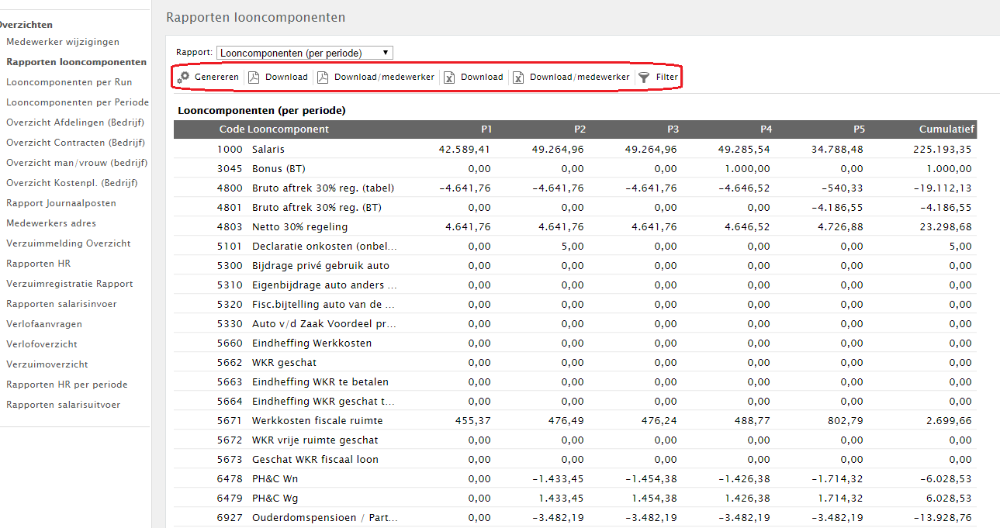 Overzichten
Medewerker wijzigingen
Rapporten looncomponenten
Looncomponenten per Run
Looncomponenten per Periode
Overzicht Afdelingen (Bedrijf)
Overzicht Contracten (Bedrijf)
Overzicht man/vrouw (bedrijf)
Overzicht Kostenpl. (Bedrijf)
Rapport Journaalposten
Medewerkers adres
Verzuimmelding Overzicht
Rapporten HR
Verzuimregistratie Rapport
Rapporten salarisinvoer
Verlofaanvragen
Verlofoverzicht
Verzuimoverzicht
Rapporten HR per periode
Rapporten salarisuitvoer
Rapporten looncomponenten
Rapport: Looncomponenten (per periode)
Genereren Download Download/medewerker Download Download/medewerker Filter
Looncomponenten (per periode)
Code Looncomponent P1 P2 P3 P4 P5 Cumulatief
1000 Salaris 42.589,41 49.264,96 49.264,96 49.285,54 34.788,48 225.193,35
3045 Bonus (BT) 0,00 0,00 0,00 1.000,00 0,00 1.000,00
4800 Bruto aftrek 30% reg. (tabel) -4.641,76 -4.641,76 -4.641,76 -4.646,52 -540,33 -19.112,13
4801 Bruto aftrek 30% reg. (BT) 0,00 0,00 0,00 0,00 -4.186,55 -4.186,55
4803 Netto 30% regeling 4.641,76 4.641,76 4.641,76 4.646,52 4.726,88 23.298,68
5101 Declaratie onkosten (onbel... 0,00 5,00 0,00 0,00 0,00 5,00
5300 Bijdrage privé gebruik auto 0,00 0,00 0,00 0,00 0,00 0,00
5310 Eigenbijdrage auto anders ... 0,00 0,00 0,00 0,00 0,00 0,00
5320 Fisc.bijtelling auto van de ... 0,00 0,00 0,00 0,00 0,00 0,00
5330 Auto v/d Zaak Voordeel pr... 0,00 0,00 0,00 0,00 0,00 0,00
5660 Eindheffing Werkkosten 0,00 0,00 0,00 0,00 0,00 0,00
5662 WKR geschat 0,00 0,00 0,00 0,00 0,00 0,00
5663 Eindheffing WKR te betalen 0,00 0,00 0,00 0,00 0,00 0,00
5664 Eindheffing WKR geschat t... 0,00 0,00 0,00 0,00 0,00 0,00
5671 Werkkosten fiscale ruimte 455,37 476,49 476,24 488,77 802,79 2.699,66
5672 WKR vrije ruimte geschat 0,00 0,00 0,00 0,00 0,00 0,00
5673 Geschat WKR fiscaal loon 0,00 0,00 0,00 0,00 0,00 0,00
6478 PH&C Wn 0,00 -1.433,45 -1.454,38 -1.426,38 -1.714,32 -6.028,53
6479 PH&C Wg 0,00 1.433,45 1.454,38 1.426,38 1.714,32 6.028,53
6927 Ouderdomspensioen / Part... 0,00 -3.482,19 -3.482,19 -3.482,19 -3.482,19 -13.928,76